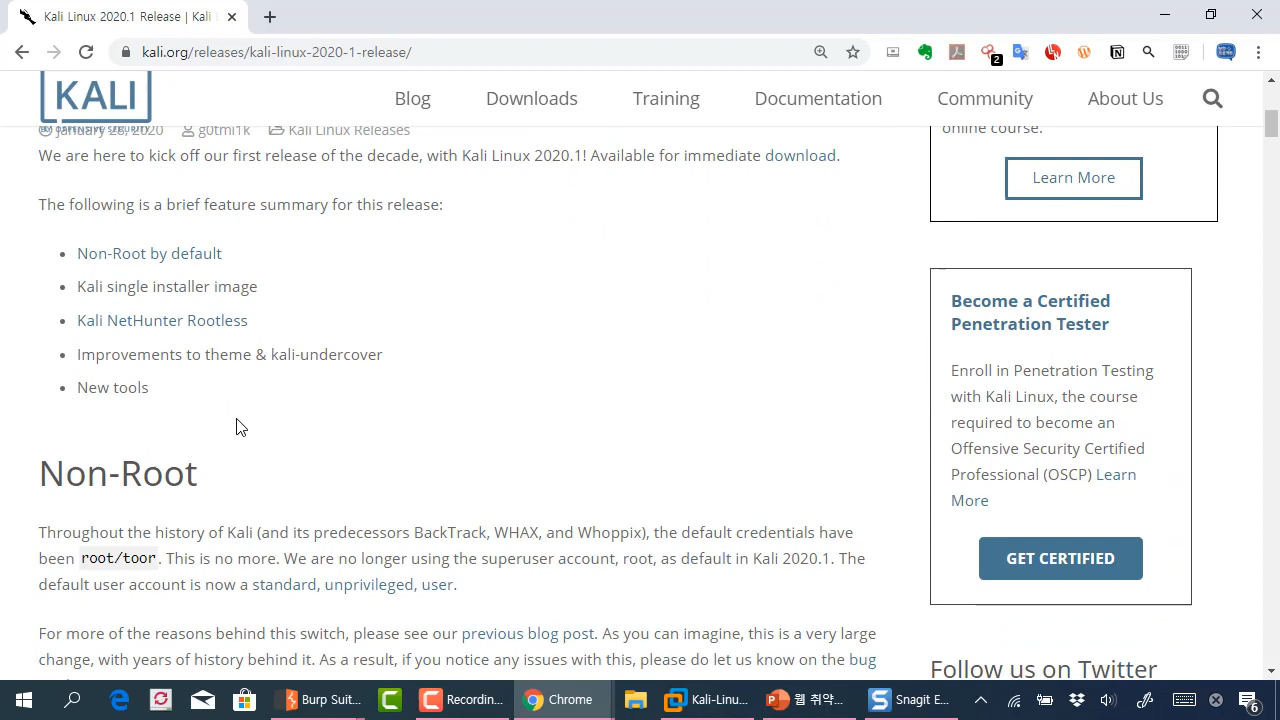 Kali Linux 2020.1 Release | Kali
kali.org/releases/kali-linux-2020-1-release/
2
KALI
BY OFFENSIVE SECURITY
Blog
Downloads
Training
Documentation
Community
About Us
January 28, 2020
g0tmi1k
Kali Linux Releases
We are here to kick off our first release of the decade, with Kali Linux 2020.1! Available for immediate download.
The following is a brief feature summary for this release:
Non-Root by default
Kali single installer image
Kali NetHunter Rootless
Improvements to theme & kali-undercover
New tools
Non-Root
Throughout the history of Kali (and its predecessors BackTrack, WHAX, and Whoppix), the default credentials have
been root/toor. This is no more. We are no longer using the superuser account, root, as default in Kali 2020.1. The
default user account is now a standard, unprivileged, user.
For more of the reasons behind this switch, please see our previous blog post. As you can imagine, this is a very large
change, with years of history behind it. As a result, if you notice any issues with this, please do let us know on the bug
online course.
Learn More
Become a Certified
Penetration Tester
Enroll in Penetration Testing
with Kali Linux, the course
required to become an
Offensive Security Certified
Professional (OSCP) Learn
More
GET CERTIFIED
Follow us on Twitter
Burp Suit...
Recordin...
Chrome
Kali-Linu...
웹 취약...
Snagit E...
6